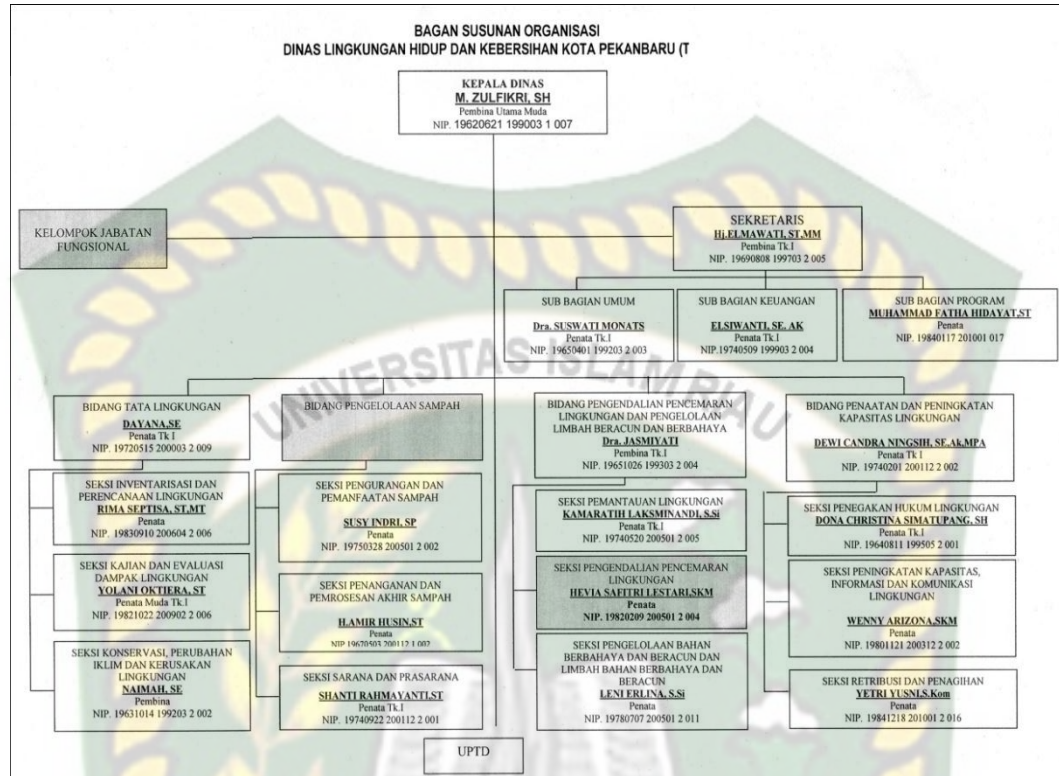 BAGAN SUSUNAN ORGANISASI
DINAS LINGKUNGAN HIDUP DAN KEBERSIHAN KOTA PEKANBARU (T
KEPALA DINAS
M. ZULFIKRI, SH
Pembina Utama Muda
NIP. 19620621 199003 1 007
KELOMPOK JABATAN
FUNGSIONAL
SEKRETARIS
Hj.ELMAWATI, ST.MM
Pembina Tk.I
NIP. 19690808 199703 2 005
SUB BAGIAN UMUM
Dra. SUSWATI MONATS
Penata Tk.I
NIP. 19650401 199203 2 003
SUB BAGIAN KEUANGAN
ELSIWANTI, SE. AK
Penata Tk.I
NIP.19740509 199903 2 004
SUB BAGIAN PROGRAM
MUHAMMAD FATHA HIDAYAT,ST
Penata
NIP. 19840117 201001 017
UNIVERSITAS ISLAM RIAU
BIDANG TATA LINGKUNGAN
DAYANA,SE
Penata Tk I
NIP. 19720515 200003 2 009
SEKSI INVENTARISASI DAN
PERENCANAAN LINGKUNGAN
RIMA SEPTISA, ST,MT
Penata
NIP. 19830910 200604 2 006
SEKSI KAJIAN DAN EVALUASI
DAMPAK LINGKUNGAN
YOLANI OKTIERA, ST
Penata Muda Tk.I
NIP. 19821022 200902 2 006
SEKSI KONSERVASI, PERUBAHAN
IKLIM DAN KERUSAKAN
LINGKUNGAN
NAIMAH, SE
Pembina
NIP. 19631014 199203 2 002
BIDANG PENGELOLAAN SAMPAH
SEKSI PENGURANGAN DAN
PEMANFAATAN SAMPAH
SUSY INDRI, SP
Penata
NIP. 19750328 200501 2 002
SEKSI PENANGANAN DAN
PEMROSESAN AKHIR SAMPAH
H.AMIR HUSIN,ST
Penata
NIP. 19670503 200112 1 002
SEKSI SARANA DAN PRASARANA
SHANTI RAHMAYANTI,ST
Penata Tk.I
NIP. 19740922 200112 2 001
BIDANG PENGENDALIAN PENCEMARAN
LINGKUNGAN DAN PENGELOLAAN
LIMBAH BERACUN DAN BERBAHAYA
Dra. JASMIYATI
Pembina Tk.I
NIP. 19651026 199303 2 004
SEKSI PEMANTAUAN LINGKUNGAN
KAMARATIH LAKSMINANDI, S.Si
Penata Tk.I
NIP. 19740520 200501 2 005
SEKSI PENGENDALIAN PENCEMARAN
LINGKUNGAN
HEVIA SAFITRI LESTARI,SKM
Penata
NIP. 19820209 200501 2 004
SEKSI PENGELOLAAN BAHAN
BERBAHAYA DAN BERACUN DAN
LIMBAH BAHAN BERBAHAYA DAN
BERACUN
LENI ERLINA, S.Si
Penata
NIP. 19780707 200501 2 011
BIDANG PENAATAN DAN PENINGKATAN
KAPASITAS LINGKUNGAN
DEWI CANDRA NINGSIH, SE.Ak,MPA
Penata Tk I
NIP. 19740201 200112 2 002
SEKSI PENEGAKAN HUKUM LINGKUNGAN
DONA CHRISTINA SIMATUPANG, SH
Penata Tk.I
NIP. 19640811 199505 2 001
SEKSI PENINGKATAN KAPASITAS,
INFORMASI DAN KOMUNIKASI
LINGKUNGAN
WENNY ARIZONA,SKM
Penata
NIP. 19801121 200312 2 002
SEKSI RETRIBUSI DAN PENAGIHAN
YETRI YUSNI,S.Kom
Penata
NIP. 19841218 201001 2 016
UPTD